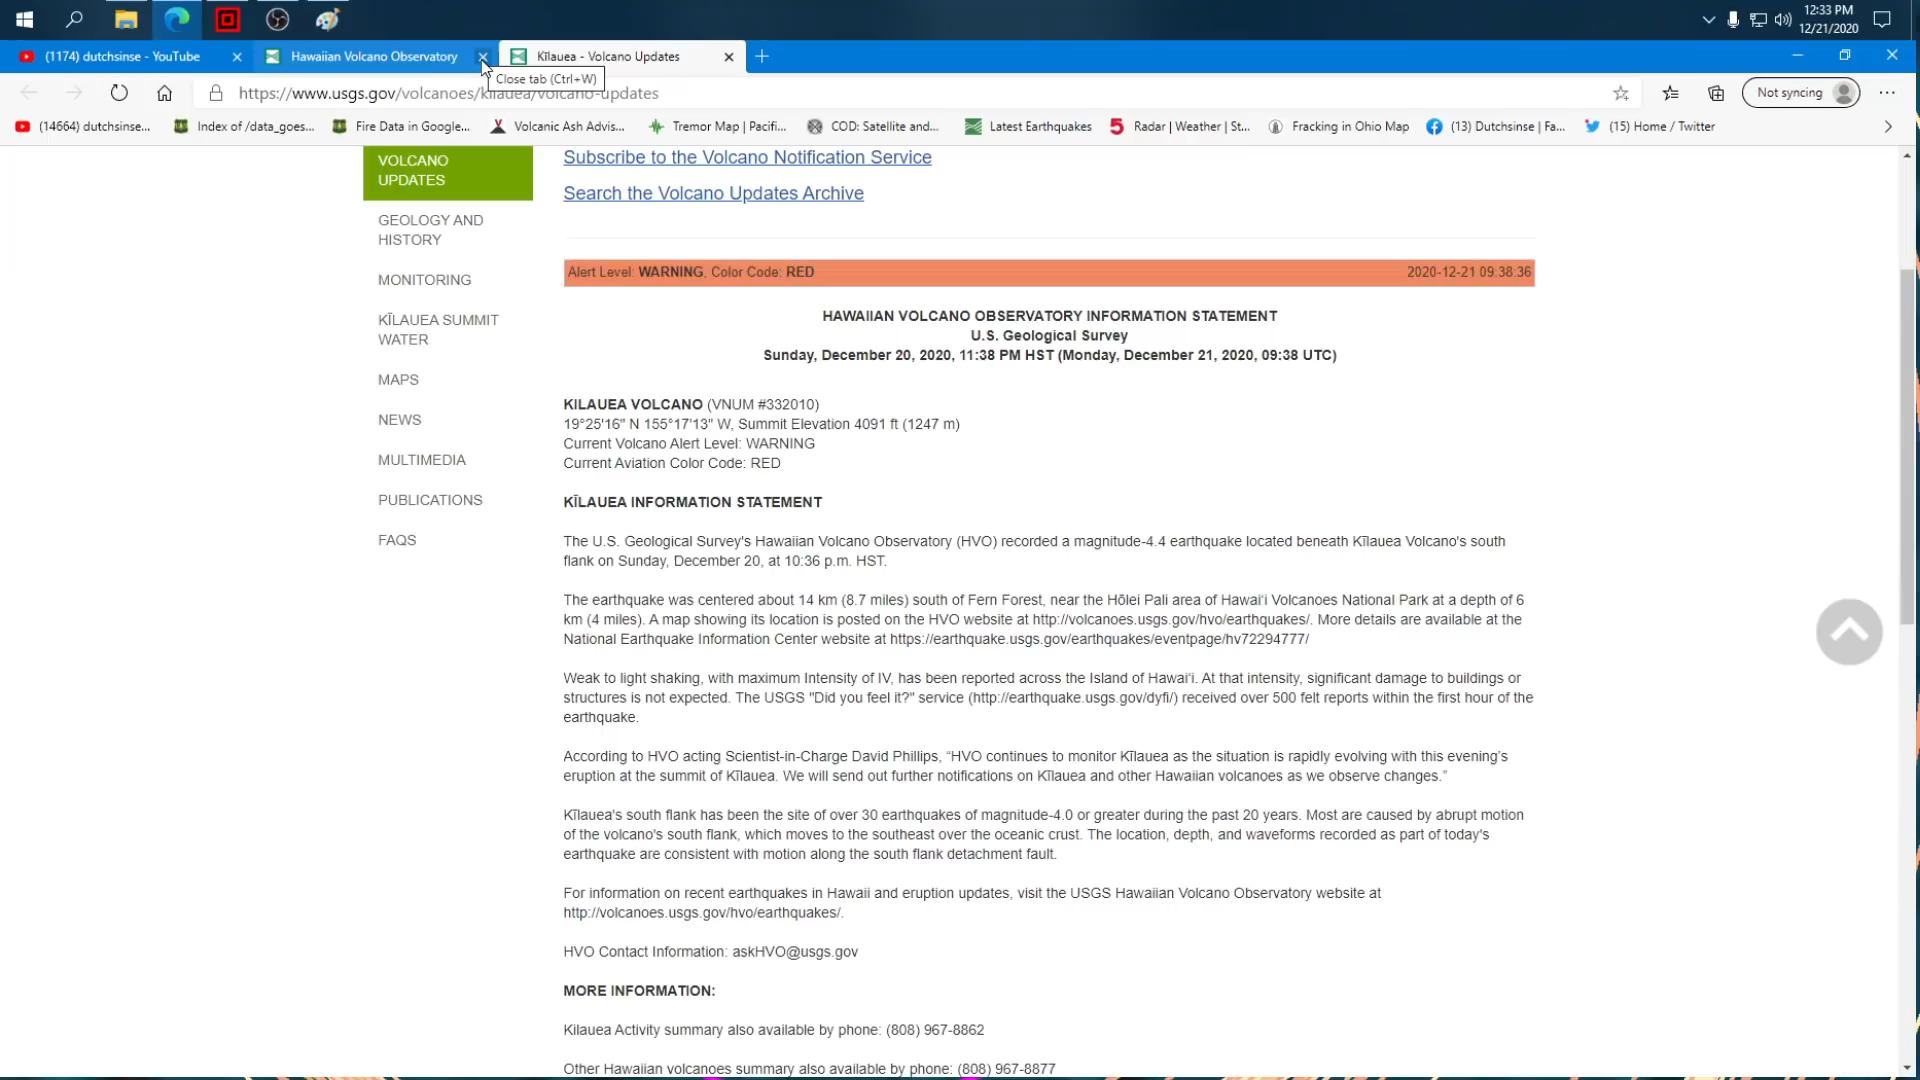 12:33 PM
12/21/2020
(1174) dutchsinse - YouTube
Hawaiian Volcano Observatory
Kīlauea - Volcano Updates
Close tab (Ctrl+W)
https://www.usgs.gov/volcanoes/kilauea/volcano-updates
Not syncing
(14664) dutchsinse...
Index of /data_goes...
Fire Data in Google...
Volcanic Ash Advis...
Tremor Map | Pacifi...
COD: Satellite and...
Latest Earthquakes
5 Radar | Weather | St...
Fracking in Ohio Map
(13) Dutchsinse | Fa...
(15) Home / Twitter
VOLCANO
UPDATES
GEOLOGY AND
HISTORY
MONITORING
KĪLAUEA SUMMIT
WATER
MAPS
NEWS
MULTIMEDIA
PUBLICATIONS
FAQS
Subscribe to the Volcano Notification Service
Search the Volcano Updates Archive
Alert Level: WARNING, Color Code: RED
2020-12-21 09:38:36
HAWAIIAN VOLCANO OBSERVATORY INFORMATION STATEMENT
U.S. Geological Survey
Sunday, December 20, 2020, 11:38 PM HST (Monday, December 21, 2020, 09:38 UTC)
KILAUEA VOLCANO (VNUM #332010)
19°25'16" N 155°17'13" W, Summit Elevation 4091 ft (1247 m)
Current Volcano Alert Level: WARNING
Current Aviation Color Code: RED
KĪLAUEA INFORMATION STATEMENT
The U.S. Geological Survey's Hawaiian Volcano Observatory (HVO) recorded a magnitude-4.4 earthquake located beneath Kīlauea Volcano's south
flank on Sunday, December 20, at 10:36 p.m. HST.
The earthquake was centered about 14 km (8.7 miles) south of Fern Forest, near the Hōlei Pali area of Hawai‘i Volcanoes National Park at a depth of 6
km (4 miles). A map showing its location is posted on the HVO website at http://volcanoes.usgs.gov/hvo/earthquakes/. More details are available at the
National Earthquake Information Center website at https://earthquake.usgs.gov/earthquakes/eventpage/hv72294777/
Weak to light shaking, with maximum Intensity of IV, has been reported across the Island of Hawai‘i. At that intensity, significant damage to buildings or
structures is not expected. The USGS "Did you feel it?" service (http://earthquake.usgs.gov/dyfi/) received over 500 felt reports within the first hour of the
earthquake.
According to HVO acting Scientist-in-Charge David Phillips, “HVO continues to monitor Kīlauea as the situation is rapidly evolving with this evening’s
eruption at the summit of Kīlauea. We will send out further notifications on Kīlauea and other Hawaiian volcanoes as we observe changes.”
Kīlauea's south flank has been the site of over 30 earthquakes of magnitude-4.0 or greater during the past 20 years. Most are caused by abrupt motion
of the volcano's south flank, which moves to the southeast over the oceanic crust. The location, depth, and waveforms recorded as part of today's
earthquake are consistent with motion along the south flank detachment fault.
For information on recent earthquakes in Hawaii and eruption updates, visit the USGS Hawaiian Volcano Observatory website at
http://volcanoes.usgs.gov/hvo/earthquakes/.
HVO Contact Information: askHVO@usgs.gov
MORE INFORMATION:
Kilauea Activity summary also available by phone: (808) 967-8862
Other Hawaiian volcanoes summary also available by phone: (808) 967-8877